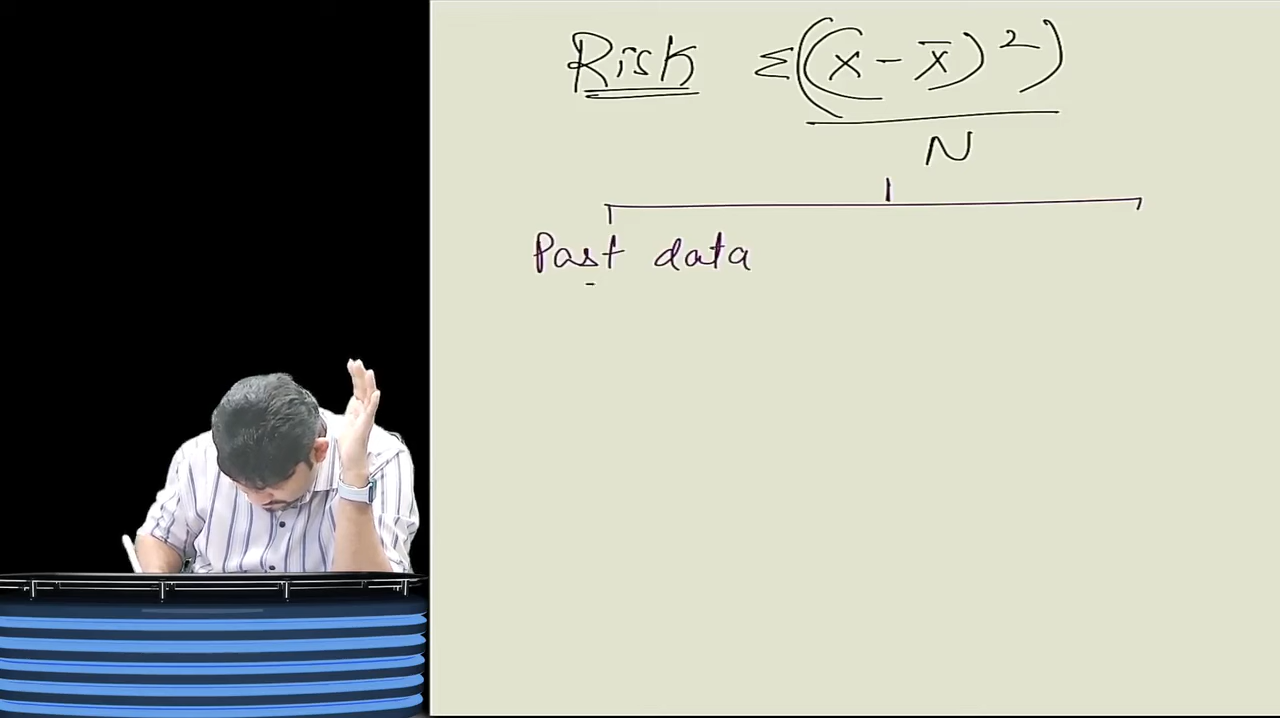 Risk Σ((x - x̄)²)
N
Past data